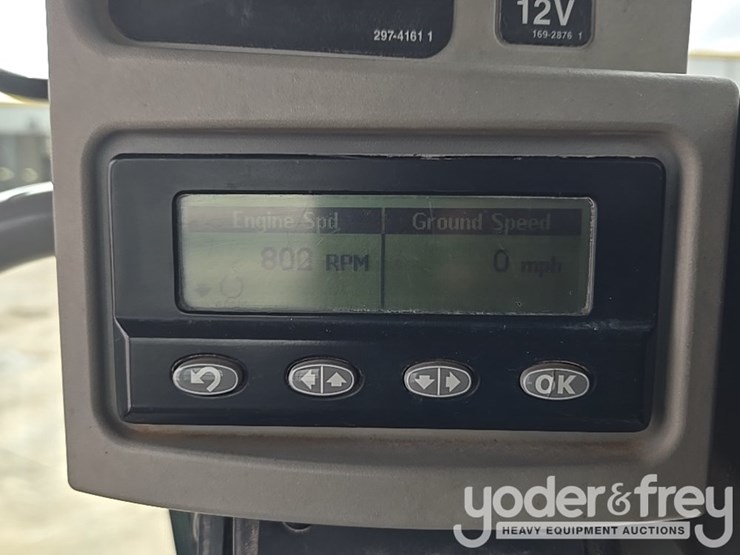 12V
297-4161 1
169-2876 1
Engine Spd Ground Speed
RPM 0 mph
OK
yoder&frey
HEAVY EQUIPMENT AUCTIONS